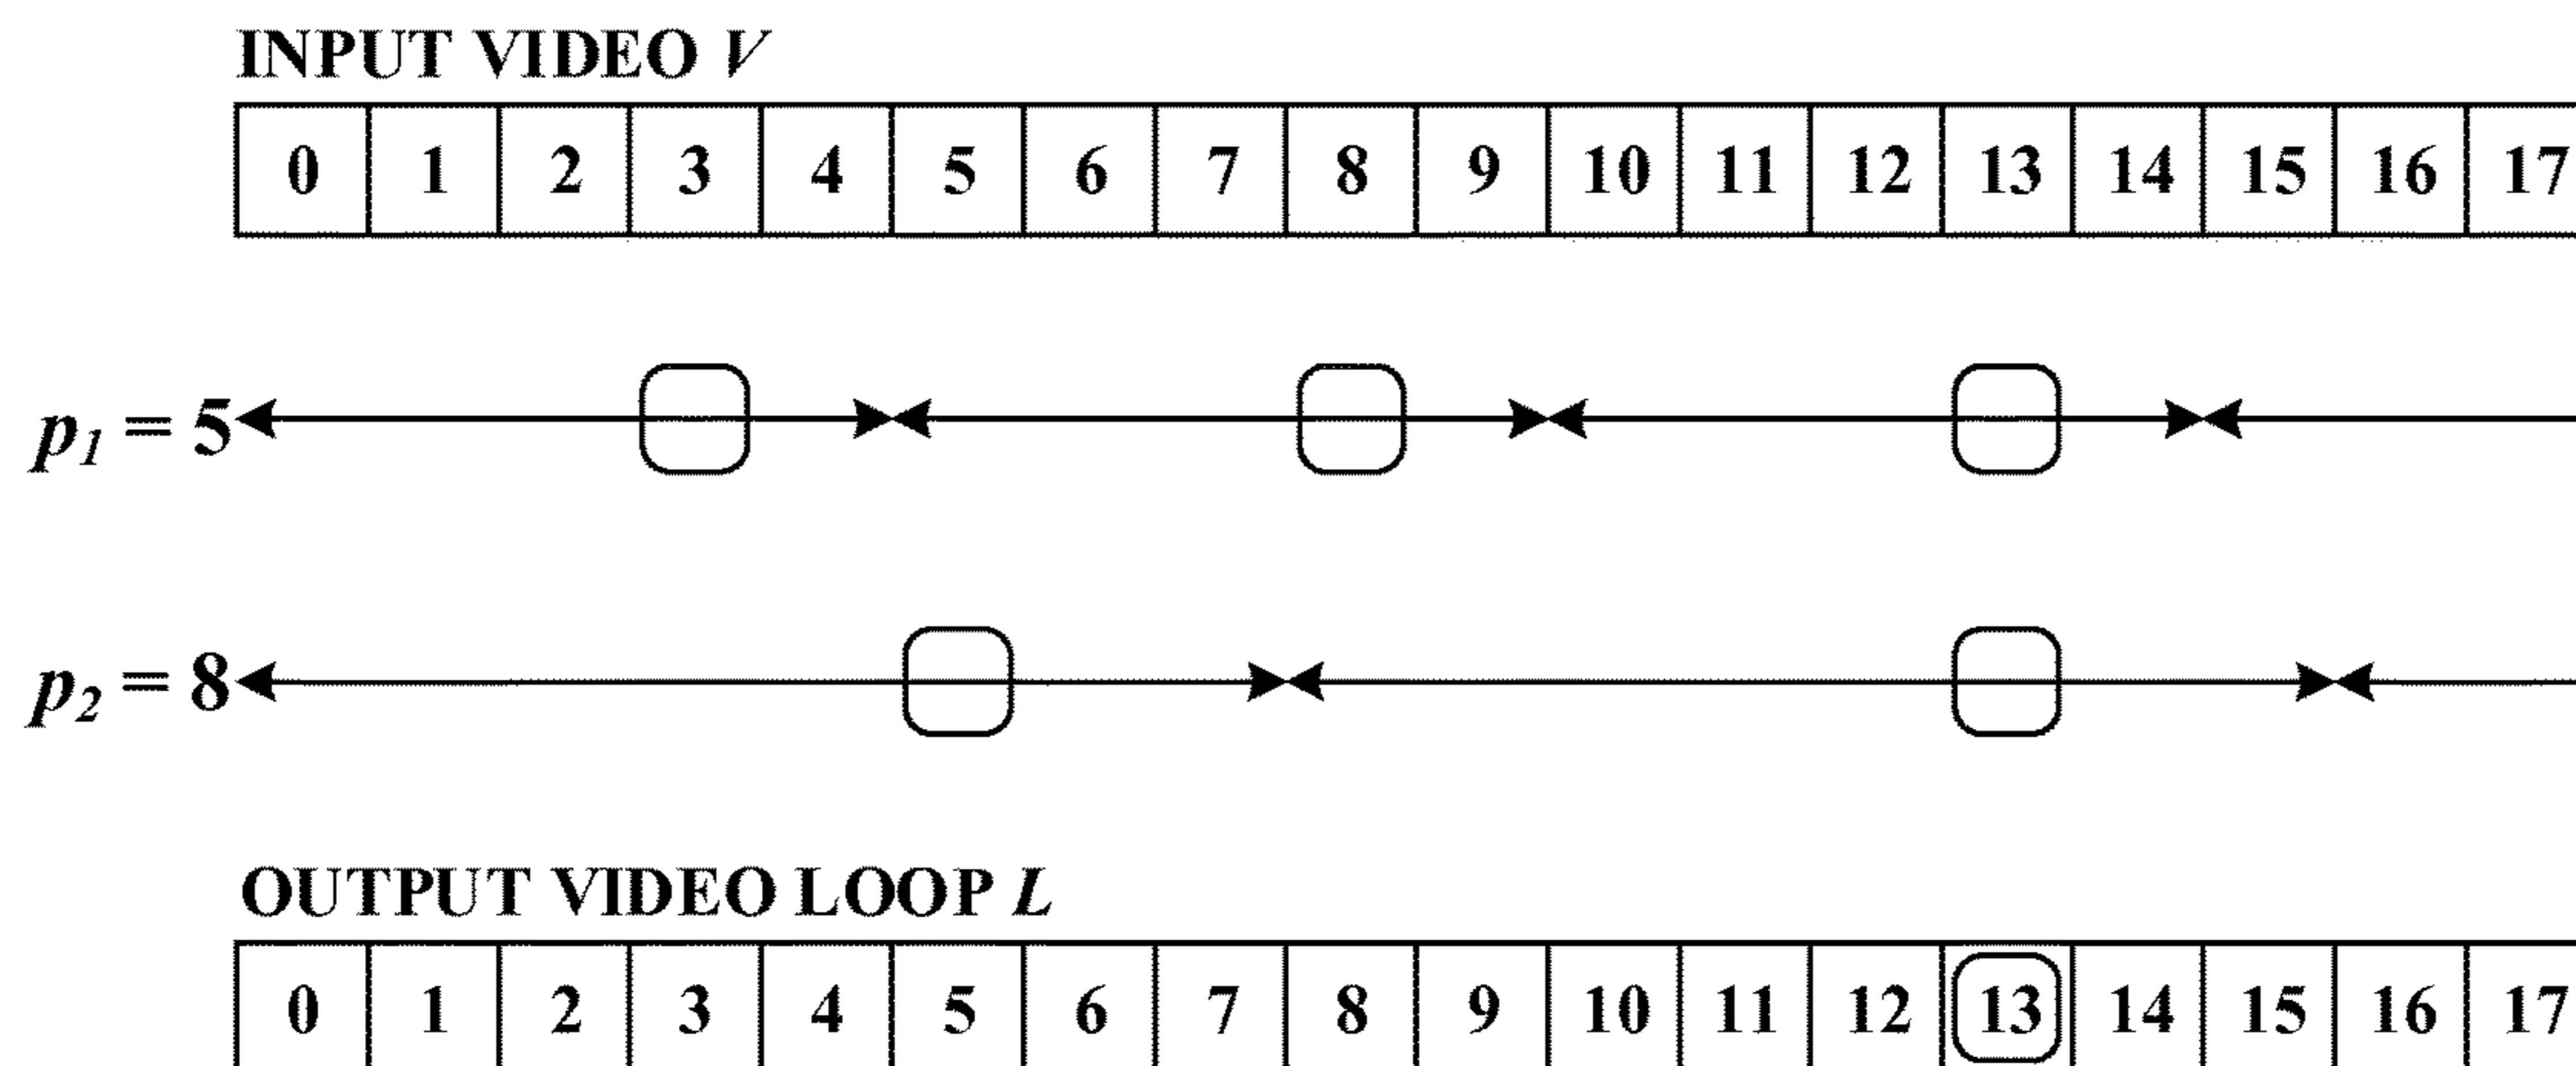 INPUT VIDEO V
0 1 2 3 4 5 6 7 8 9 10 11 12 13 14 15 16 17
p1 = 5
p2 = 8
OUTPUT VIDEO LOOP L
0 1 2 3 4 5 6 7 8 9 10 11 12 13 14 15 16 17